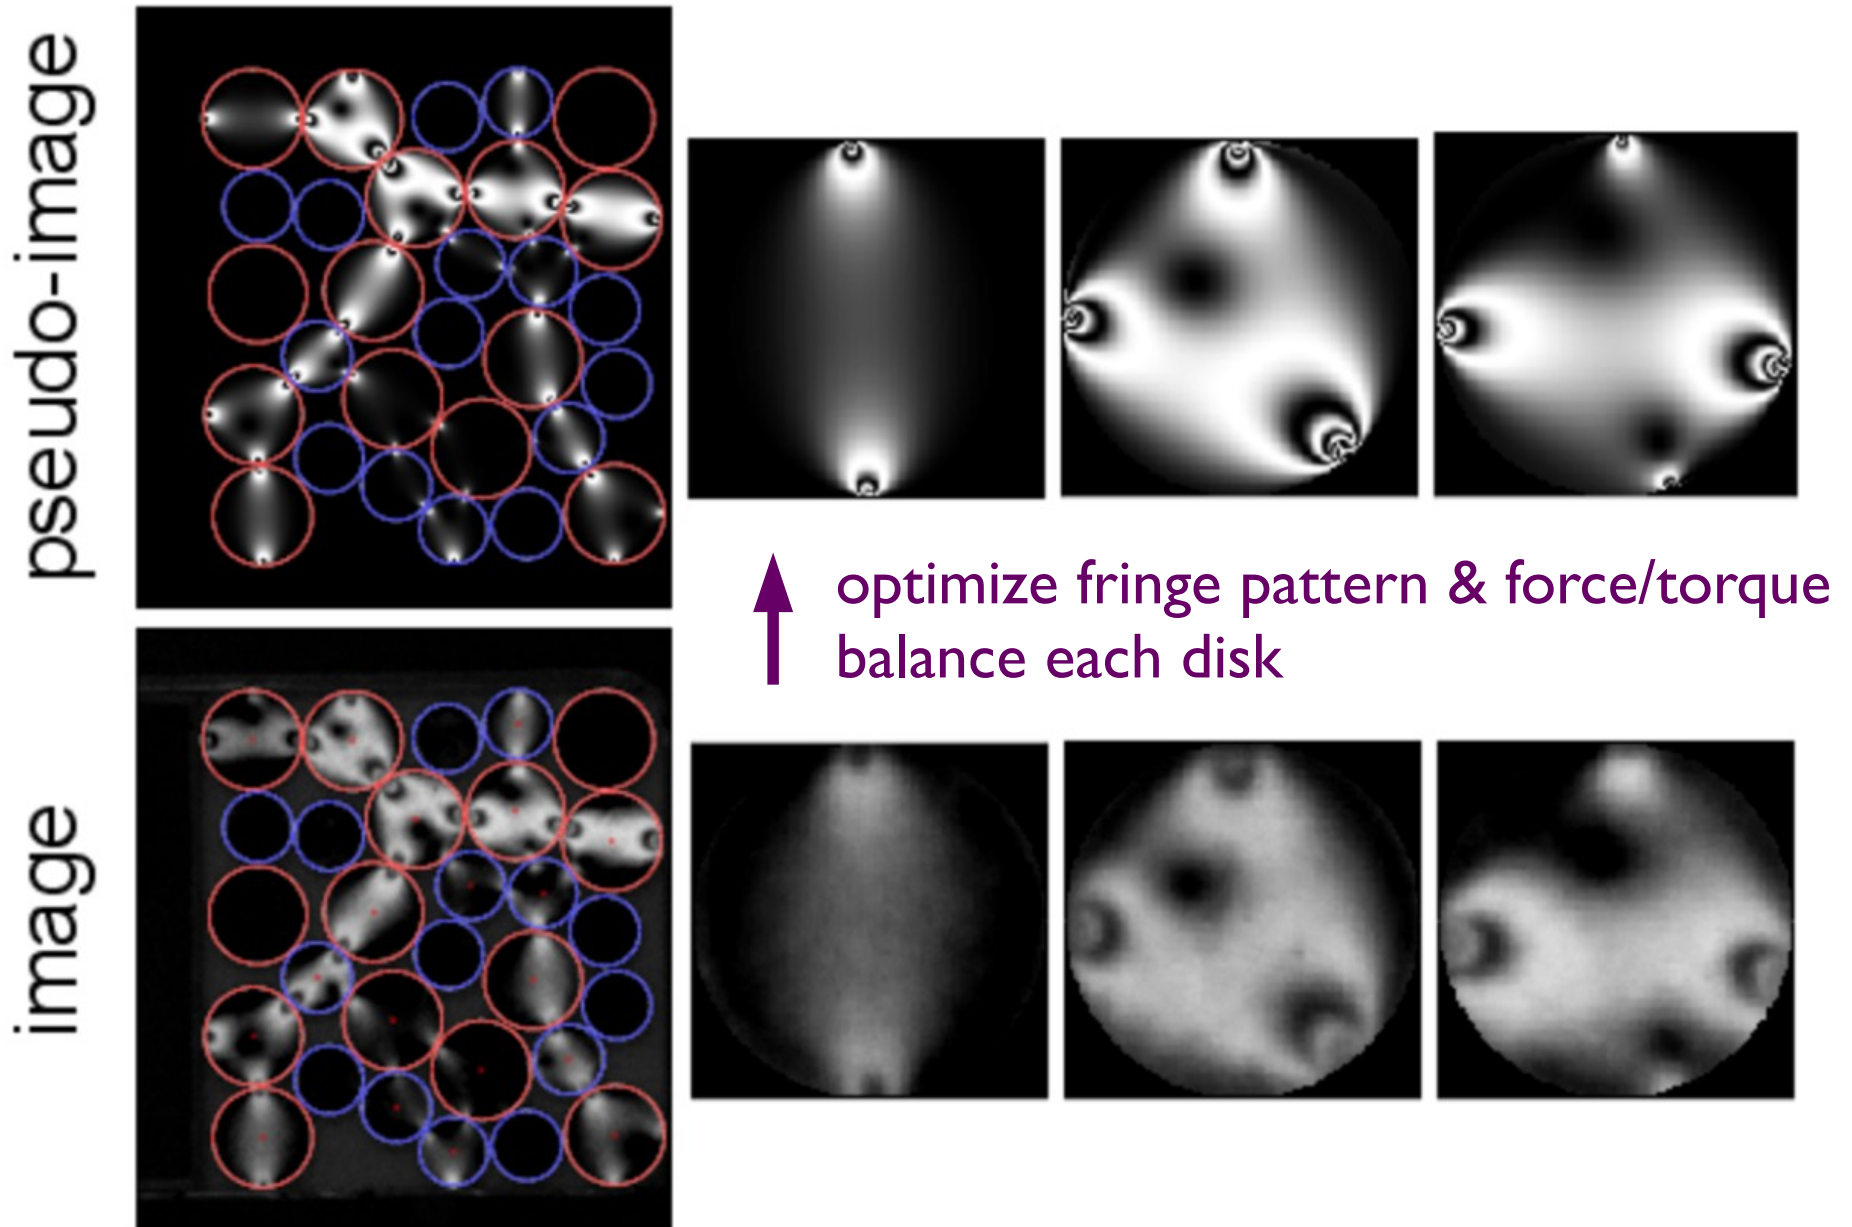 pseudo-image
optimize fringe pattern & force/torque
balance each disk
image